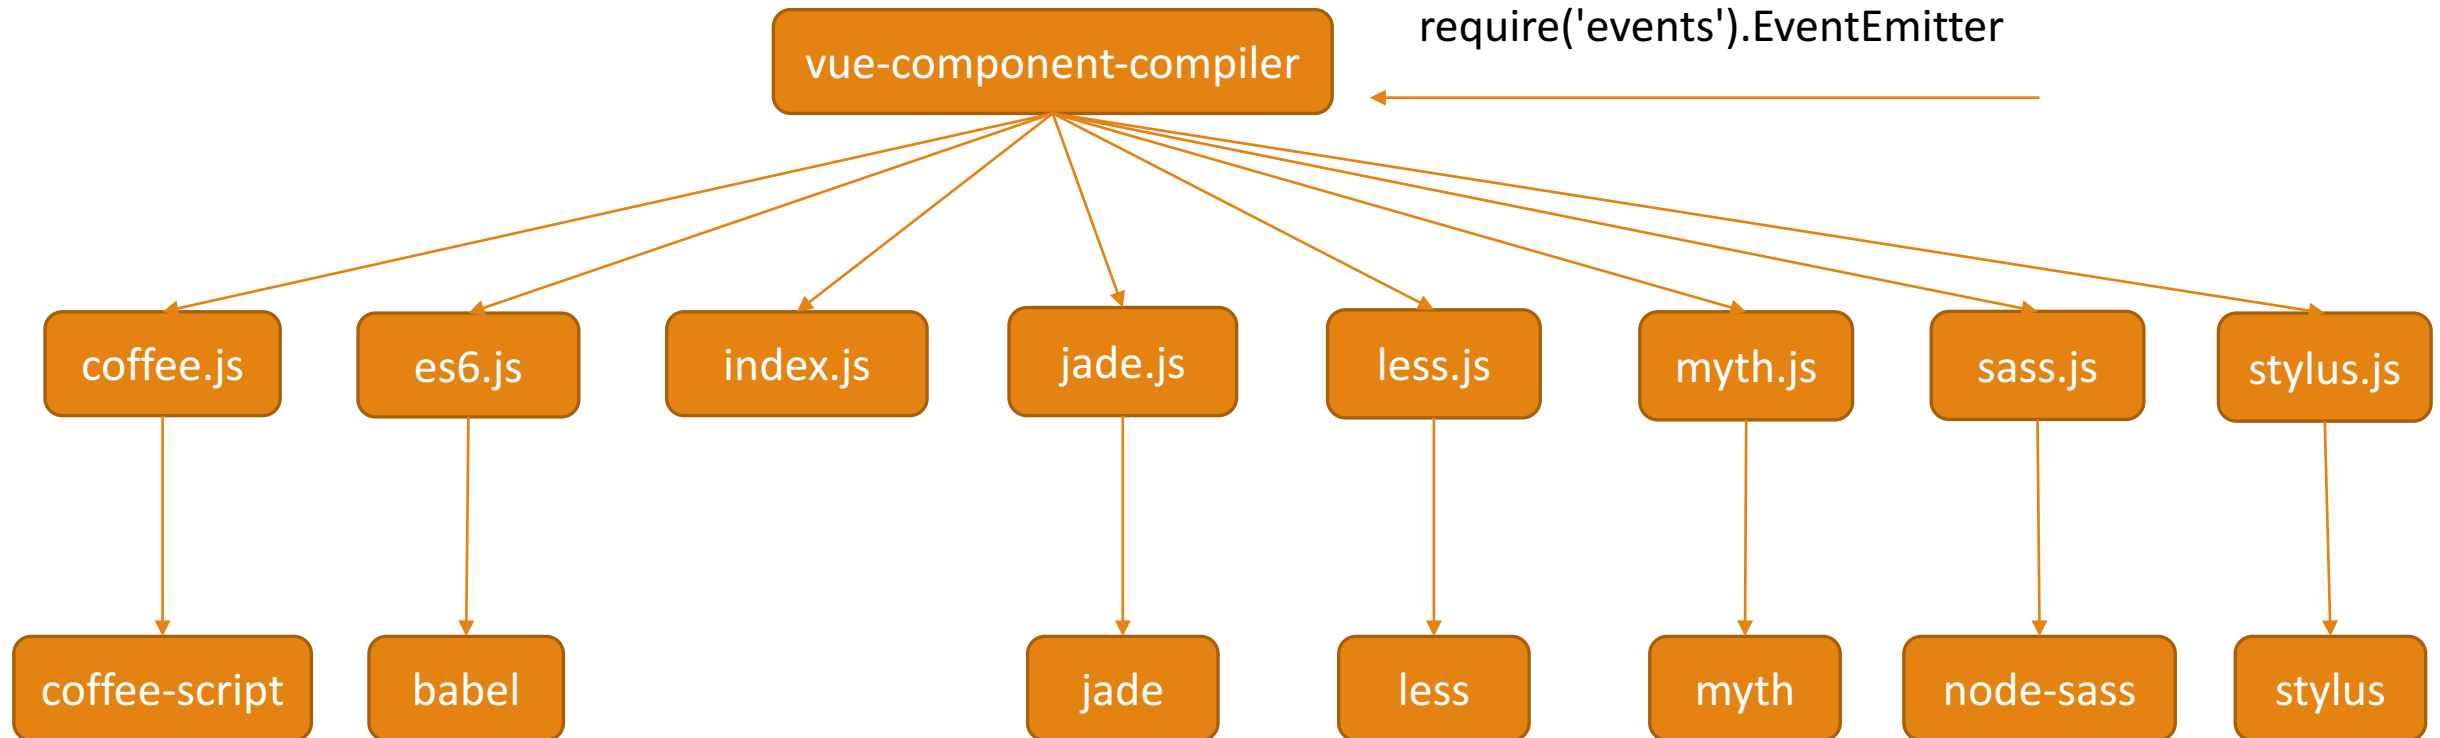 require('events').EventEmitter
vue-component-compiler
coffee.js
es6.js
index.js
jade.js
less.js
myth.js
sass.js
stylus.js
coffee-script
babel
jade
less
myth
node-sass
stylus